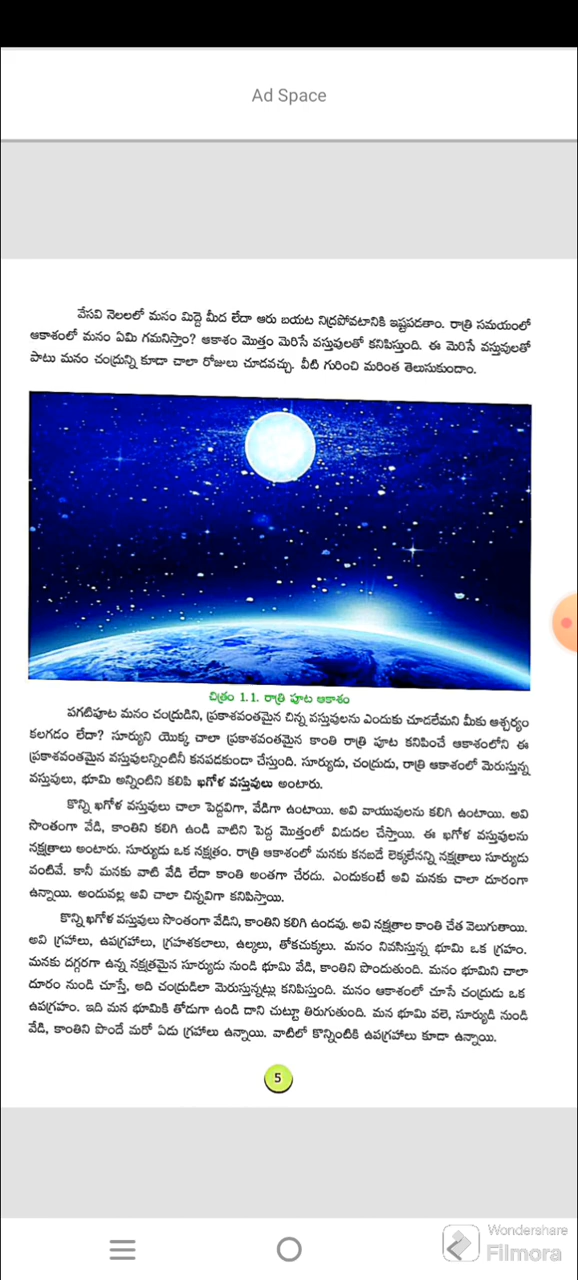 Ad Space
వేసవి నెలలలో మనం మిద్దె మీద లేదా ఆరు బయట నిద్రపోవటానికి ఇష్టపడతాం. రాత్రి సమయంలో
ఆకాశంలో మనం ఏమి గమనిస్తాం? ఆకాశం మొత్తం మెరిసే వస్తువులతో కనిపిస్తుంది. ఈ మెరిసే వస్తువులతో
పాటు మనం చంద్రున్ని కూడా చాలా రోజులు చూడవచ్చు. వీటి గురించి మరింత తెలుసుకుందాం.
చిత్రం 1.1. రాత్రి పూట ఆకాశం
పగటిపూట మనం చంద్రుడిని, ప్రకాశవంతమైన చిన్న వస్తువులను ఎందుకు చూడలేమని మీకు ఆశ్చర్యం
కలగడం లేదా? సూర్యుని యొక్క చాలా ప్రకాశవంతమైన కాంతి రాత్రి పూట కనిపించే ఆకాశంలోని ఈ
ప్రకాశవంతమైన వస్తువులన్నింటినీ కనపడకుండా చేస్తుంది. సూర్యుడు, చంద్రుడు, రాత్రి ఆకాశంలో మెరుస్తున్న
వస్తువులు, భూమి అన్నింటిని కలిపి ఖగోళ వస్తువులు అంటారు.
కొన్ని ఖగోళ వస్తువులు చాలా పెద్దవిగా, వేడిగా ఉంటాయి. అవి వాయువులను కలిగి ఉంటాయి. అవి
సొంతంగా వేడి, కాంతిని కలిగి ఉండి వాటిని పెద్ద మొత్తంలో విడుదల చేస్తాయి. ఈ ఖగోళ వస్తువులను
నక్షత్రాలు అంటారు. సూర్యుడు ఒక నక్షత్రం. రాత్రి ఆకాశంలో మనకు కనబడే లెక్కలేనన్ని నక్షత్రాలు సూర్యుడు
వంటివే. కానీ మనకు వాటి వేడి లేదా కాంతి అంతగా చేరదు. ఎందుకంటే అవి మనకు చాలా దూరంగా
ఉన్నాయి. అందువల్ల అవి చాలా చిన్నవిగా కనిపిస్తాయి.
కొన్ని ఖగోళ వస్తువులు సొంతంగా వేడిని, కాంతిని కలిగి ఉండవు. అవి నక్షత్రాల కాంతి చేత వెలుగుతాయి.
అవి గ్రహాలు, ఉపగ్రహాలు, గ్రహశకలాలు, ఉల్కలు, తోకచుక్కలు. మనం నివసిస్తున్న భూమి ఒక గ్రహం.
మనకు దగ్గరగా ఉన్న నక్షత్రమైన సూర్యుడు నుండి భూమి వేడి, కాంతిని పొందుతుంది. మనం భూమిని చాలా
దూరం నుండి చూస్తే, అది చంద్రుడిలా మెరుస్తున్నట్లు కనిపిస్తుంది. మనం ఆకాశంలో చూసే చంద్రుడు ఒక
ఉపగ్రహం. ఇది మన భూమికి తోడుగా ఉండి దాని చుట్టూ తిరుగుతుంది. మన భూమి వలె, సూర్యుడి నుండి
వేడి, కాంతిని పొందే మరో ఏడు గ్రహాలు ఉన్నాయి. వాటిలో కొన్నింటికి ఉపగ్రహాలు కూడా ఉన్నాయి.
5
Wondershare
Filmora